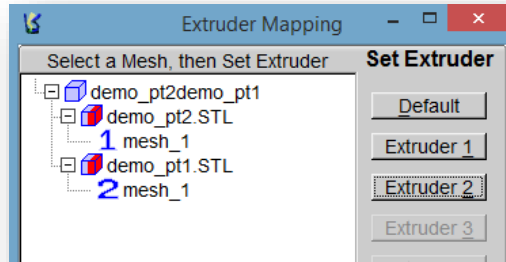 Extruder Mapping
Select a Mesh, then Set Extruder
Set Extruder
demo_pt2demo_pt1
demo_pt2.STL
1 mesh_1
demo_pt1.STL
2 mesh_1
Default
Extruder 1
Extruder 2
Extruder 3